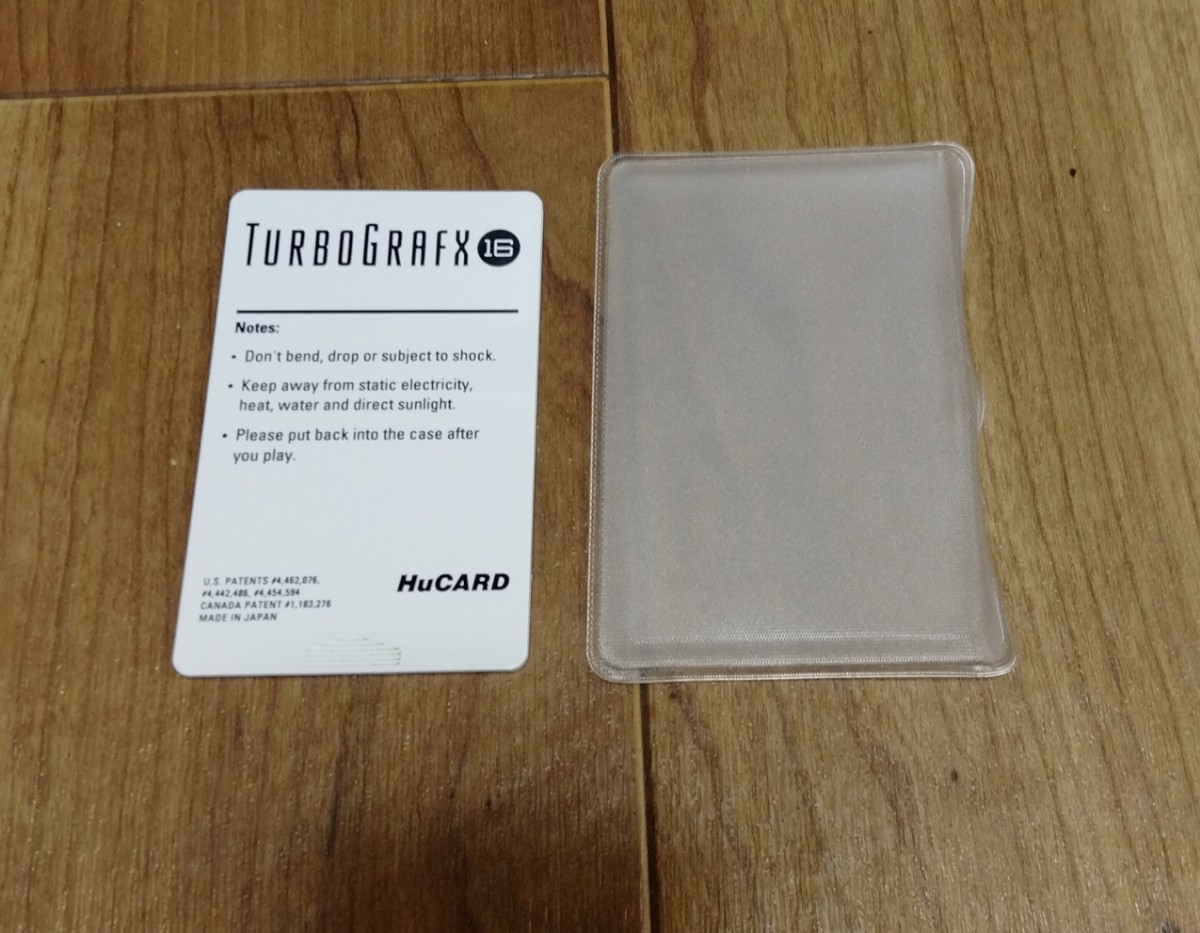 TURBOGRAFX 16
Notes:
• Don't bend, drop or subject to shock.
• Keep away from static electricity,
heat, water and direct sunlight.
• Please put back into the case after
you play.
HuCARD
U.S. PATENTS #4,462,076,
#4,442,486, #4,454,594
CANADA PATENT #1,183,276
MADE IN JAPAN